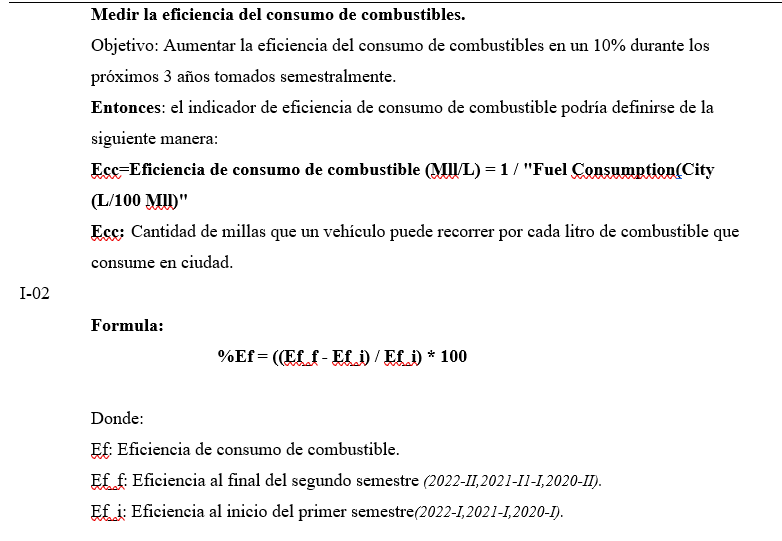 Medir la eficiencia del consumo de combustibles.
Objetivo: Aumentar la eficiencia del consumo de combustibles en un 10% durante los
próximos 3 años tomados semestralmente.
Entonces: el indicador de eficiencia de consumo de combustible podría definirse de la
siguiente manera:
Ecc=Eficiencia de consumo de combustible (Mll/L) = 1 / "Fuel Consumption(City
(L/100 Mll)"
Ecc: Cantidad de millas que un vehículo puede recorrer por cada litro de combustible que
consume en ciudad.
I-02
Formula:
%Ef = ((Ef_f - Ef_i) / Ef_i) * 100
Donde:
Ef: Eficiencia de consumo de combustible.
Ef_f: Eficiencia al final del segundo semestre (2022-II,2021-I1-I,2020-II).
Ef_i: Eficiencia al inicio del primer semestre(2022-I,2021-I,2020-I).